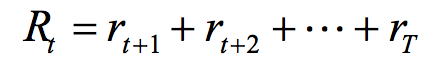 R_t = r_{t+1} + r_{t+2} + ⋯ + r_T